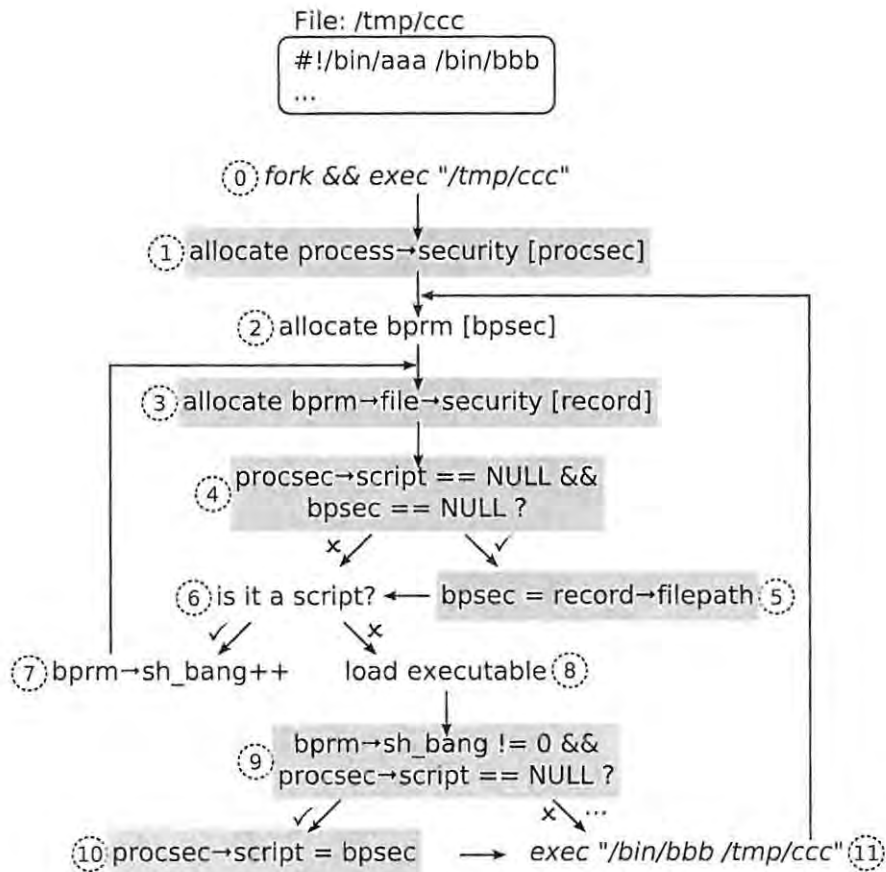 File: /tmp/ccc
#!/bin/aaa /bin/bbb
...
0 fork && exec "/tmp/ccc"
1 allocate process→security [procsec]
2 allocate bprm [bpsec]
3 allocate bprm→file→security [record]
4 procsec→script == NULL &&
bpsec == NULL ?
✗ ✓
6 is it a script?
bpsec = record→filepath 5
✓ ✗
7 bprm→sh_bang++
load executable 8
9 bprm→sh_bang != 0 &&
procsec→script == NULL ?
✓ ✗ ...
10 procsec→script = bpsec
exec "/bin/bbb /tmp/ccc" 11